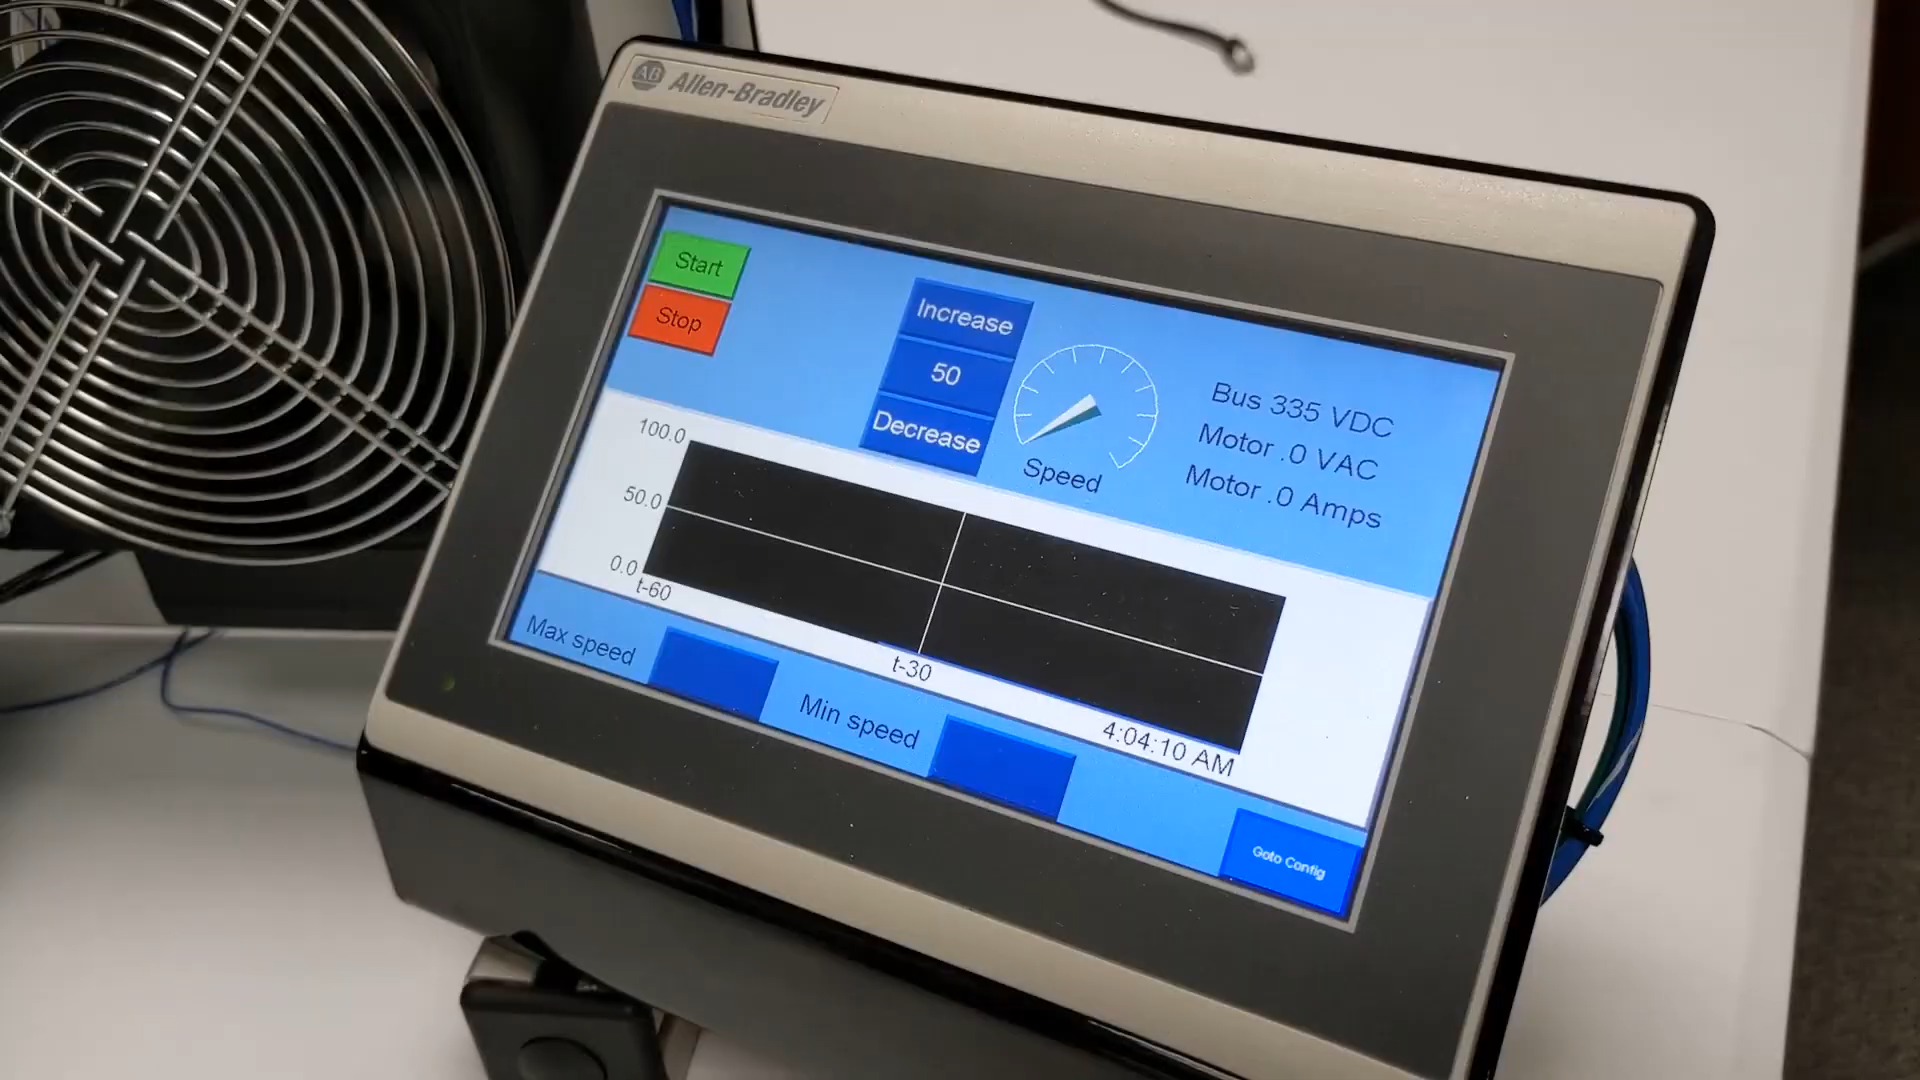 AB Allen-Bradley
Start
Stop
Increase
50
Decrease
Speed
Bus 335 VDC
Motor .0 VAC
Motor .0 Amps
100.0
50.0
0.0
t-60
t-30
4:04:10 AM
Max speed
Min speed
Goto Config